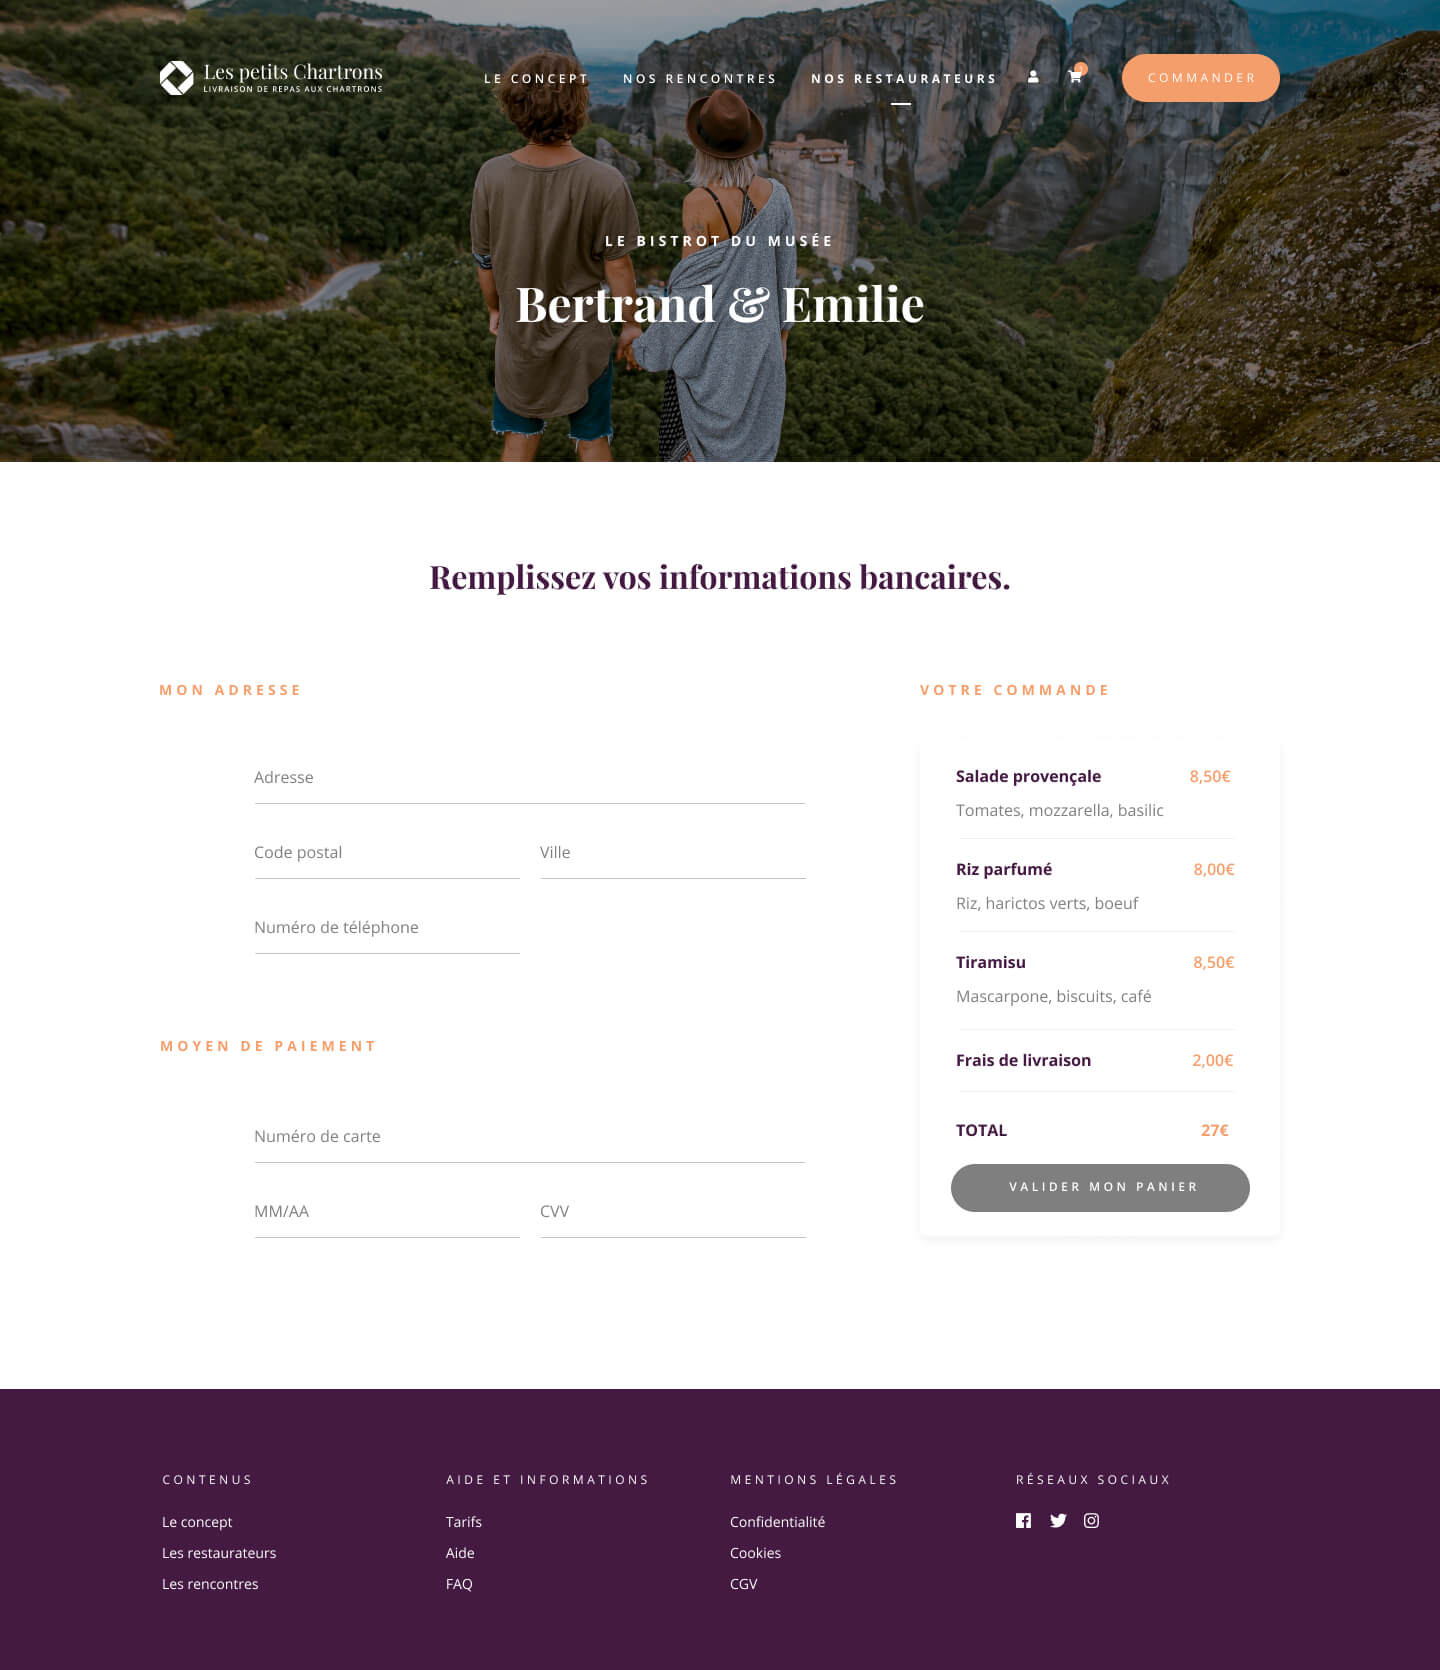 Les petits Chartrons
LIVRAISON DE REPAS AUX CHARTRONS
LE CONCEPT
NOS RENCONTRES
NOS RESTAURATEURS
COMMANDER
LE BISTROT DU MUSÉE
Bertrand & Emilie
Remplissez vos informations bancaires.
MON ADRESSE
Adresse
Code postal
Ville
Numéro de téléphone
MOYEN DE PAIEMENT
Numéro de carte
MM/AA
CVV
VOTRE COMMANDE
Salade provençale 8,50€
Tomates, mozzarella, basilic
Riz parfumé 8,00€
Riz, harictos verts, boeuf
Tiramisu 8,50€
Mascarpone, biscuits, café
Frais de livraison 2,00€
TOTAL 27€
VALIDER MON PANIER
CONTENUS
Le concept
Les restaurateurs
Les rencontres
AIDE ET INFORMATIONS
Tarifs
Aide
FAQ
MENTIONS LÉGALES
Confidentialité
Cookies
CGV
RÉSEAUX SOCIAUX